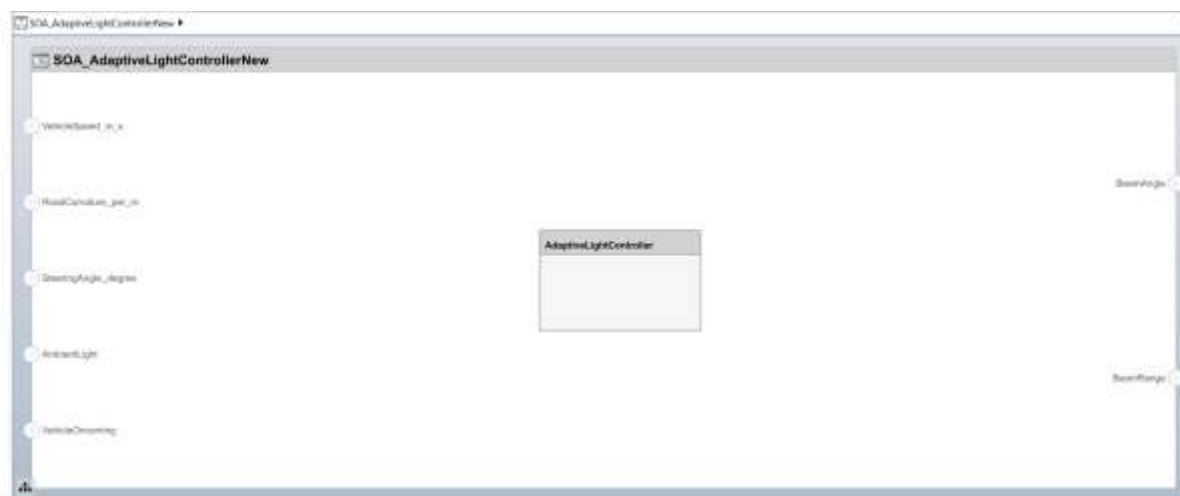 SOA_AdaptiveLightControllerNew
SOA_AdaptiveLightControllerNew
VehicleSpeed_m_s
BeamAngle
RoadCurvature_per_m
AdaptiveLightController
SteeringAngle_degree
AmbientLight
BeamRange
VehicleOncoming